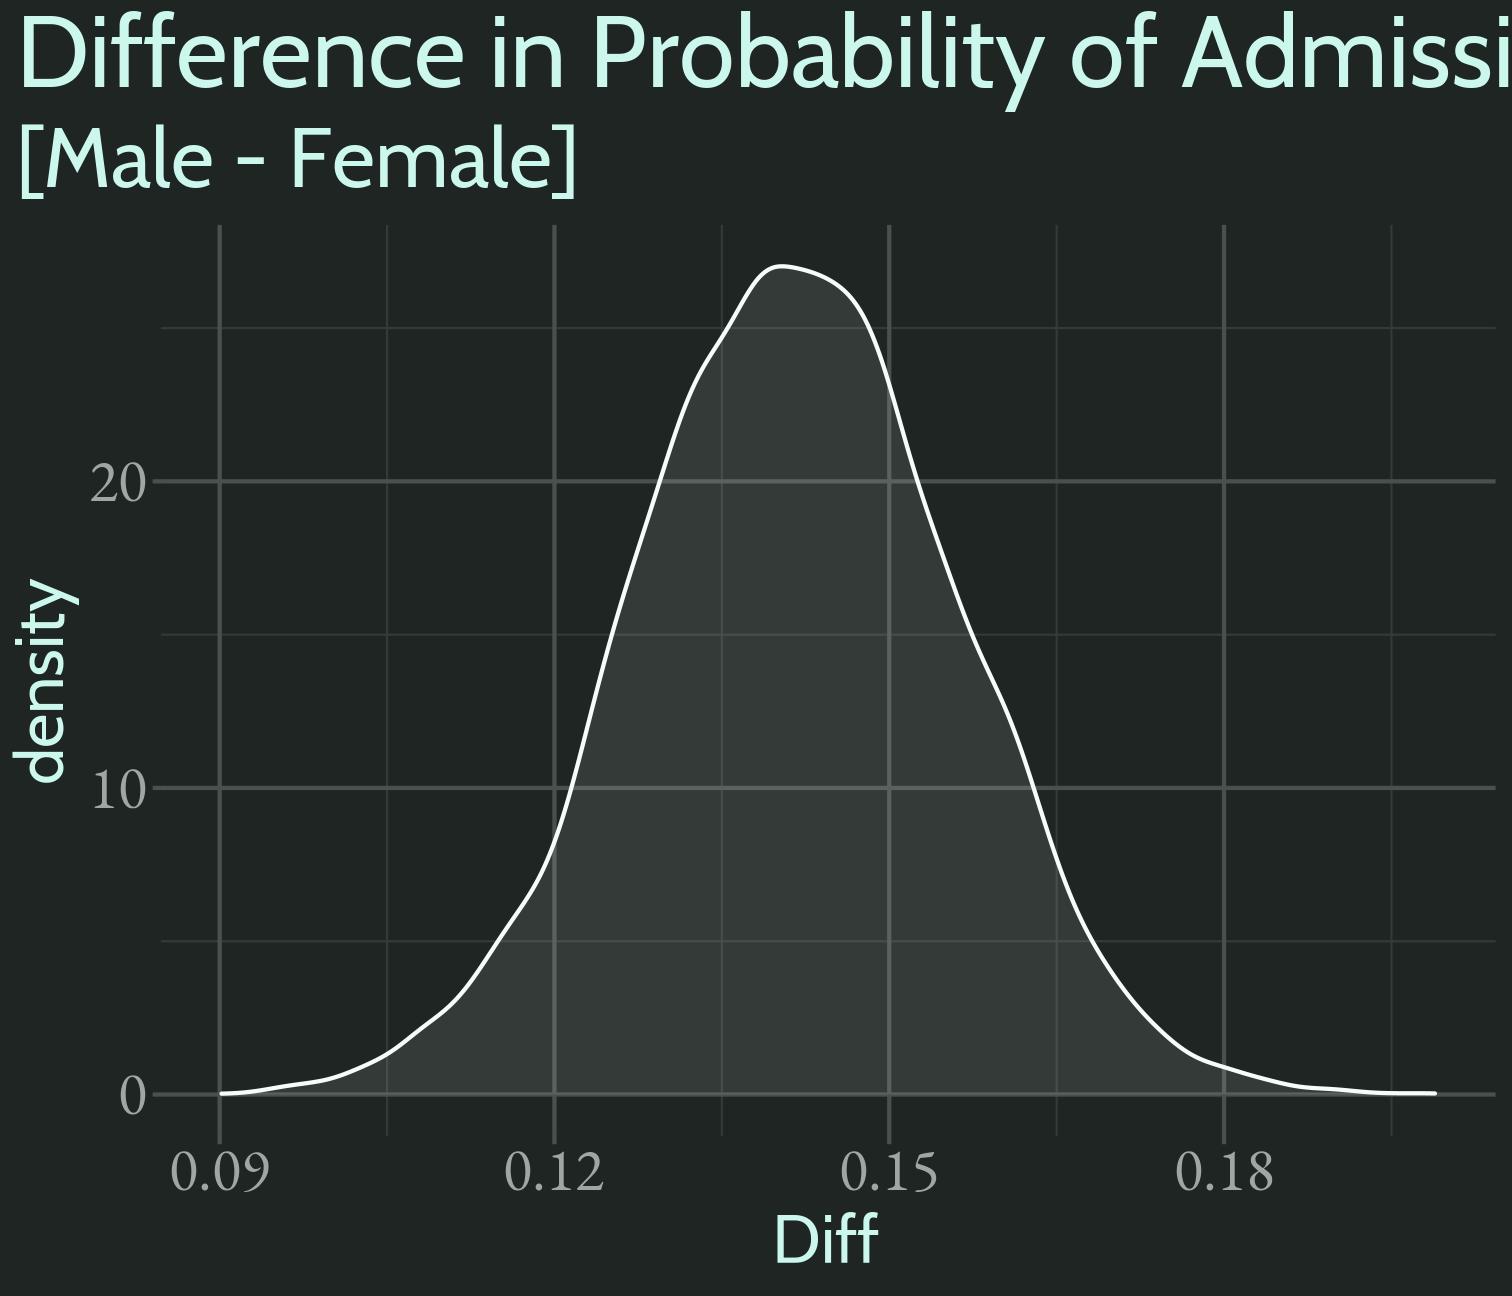 Difference in Probability of Admissi
[Male - Female]
20
10
0
density
0.09 0.12 0.15 0.18
Diff